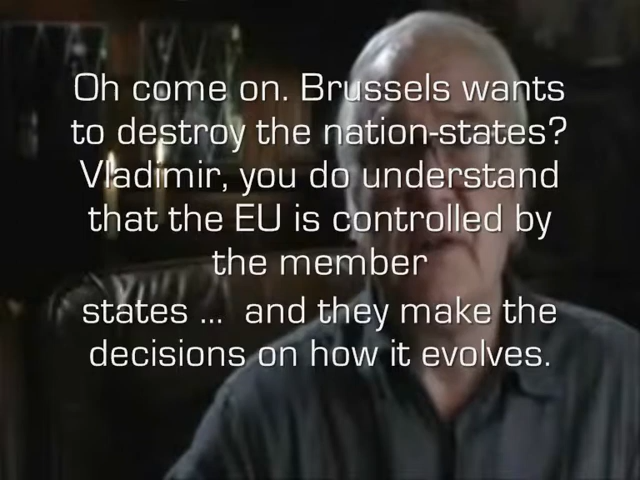 Oh come on. Brussels wants
to destroy the nation-states?
Vladimir, you do understand
that the EU is controlled by
the member
states ... and they make the
decisions on how it evolves.